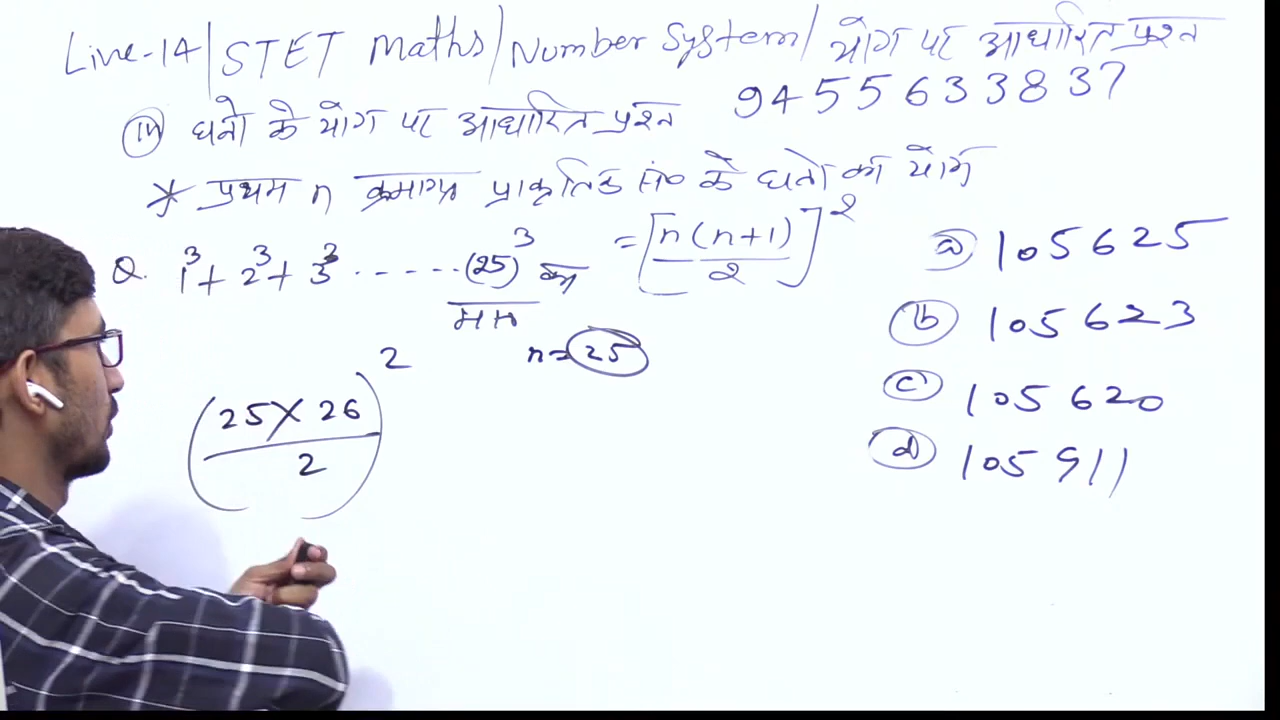 Live-14/STET Maths/Number System/ योग पर आधारित प्रश्न
9455633837
IV घनो के योग पर आधारित प्रश्न
* प्रथम n क्रमागत प्राकृतिक सं० के घनो का योग
= [n(n+1)/2]²
Q. 1³+2³+3³ ------(25)³ का
मान
n=25
(25×26/2)²
a 105625
b 105623
c 105620
d 105911